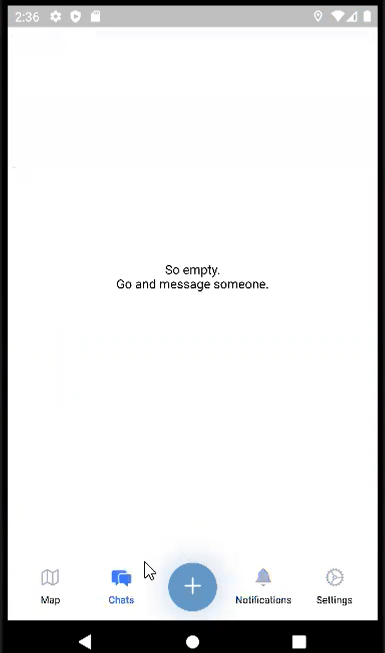 2:36
So empty.
Go and message someone.
Map
Chats
Notifications
Settings